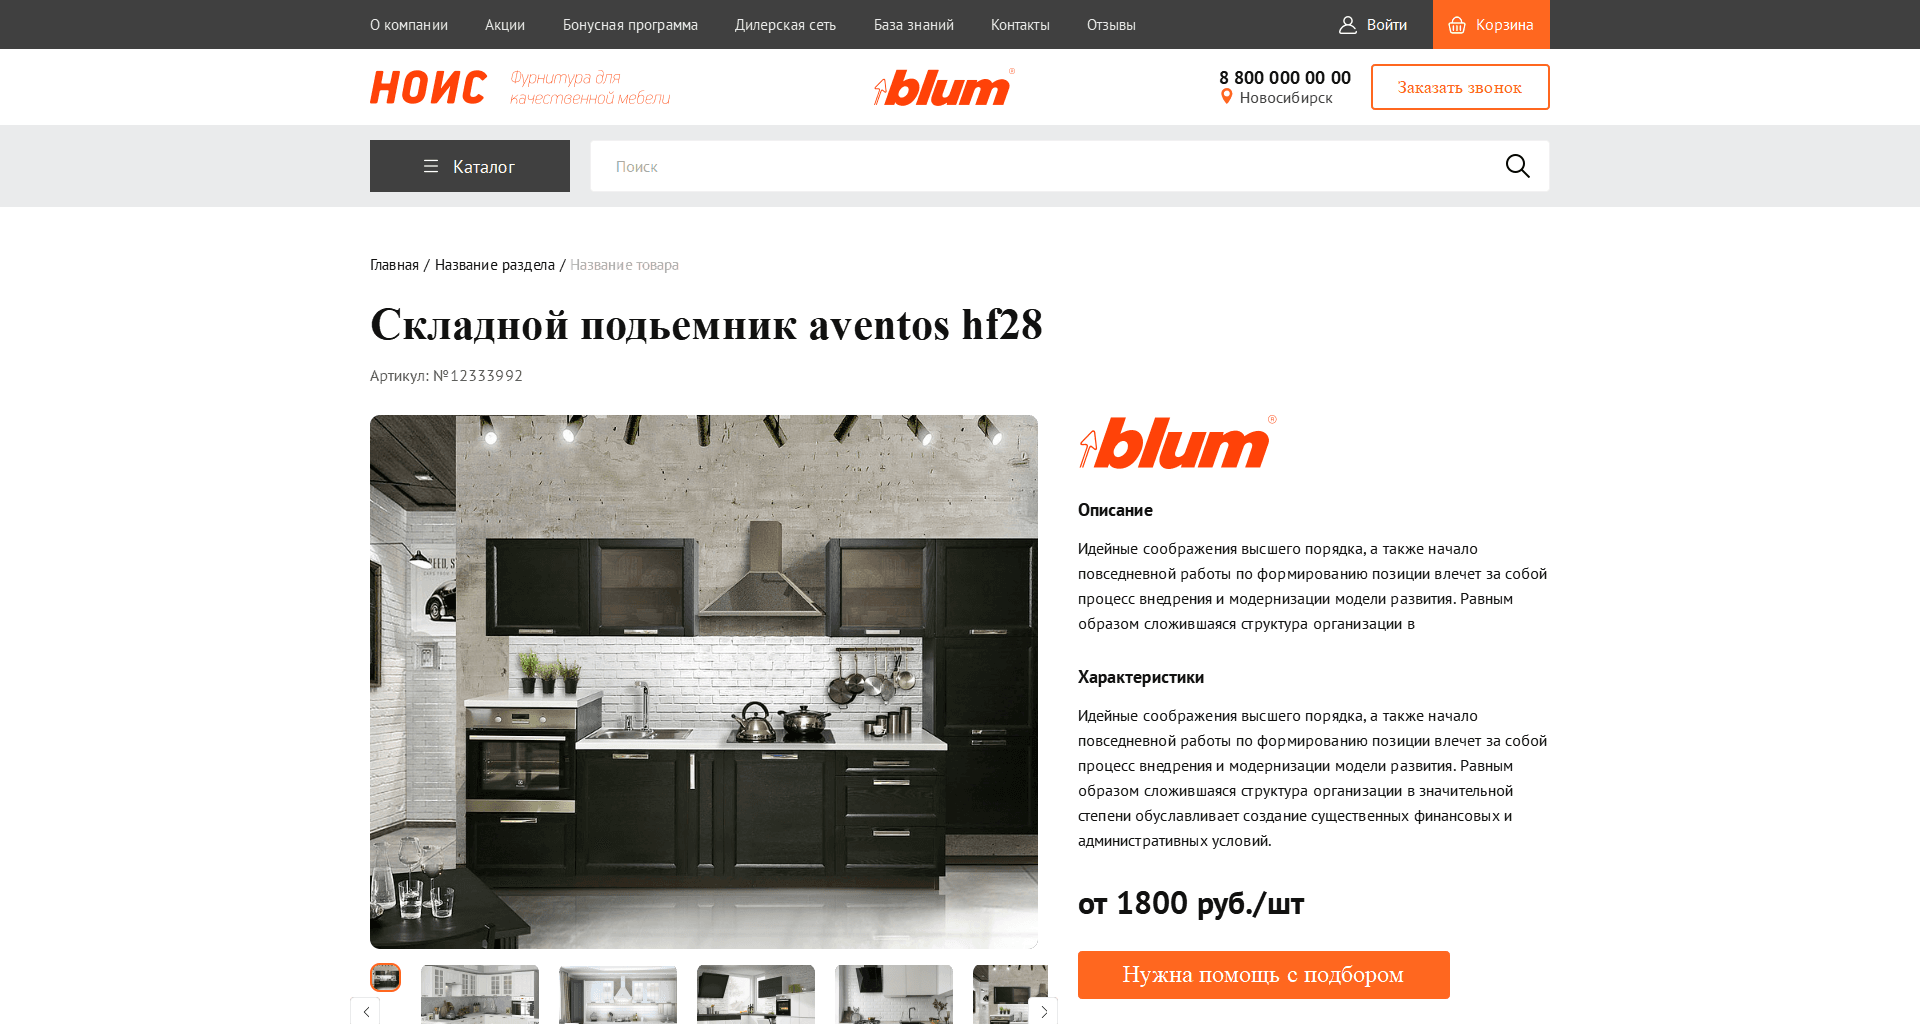 О компании Акции Бонусная программа Дилерская сеть База знаний Контакты Отзывы Войти Корзина
НОИС Фурнитура для качественной мебели
blum®
8 800 000 00 00
Новосибирск
Заказать звонок
Каталог
Поиск
Главная / Название раздела / Название товара
Складной подьемник aventos hf28
Артикул: №12333992
blum®
Описание
Идейные соображения высшего порядка, а также начало
повседневной работы по формированию позиции влечет за собой
процесс внедрения и модернизации модели развития. Равным
образом сложившаяся структура организации в
Характеристики
Идейные соображения высшего порядка, а также начало
повседневной работы по формированию позиции влечет за собой
процесс внедрения и модернизации модели развития. Равным
образом сложившаяся структура организации в значительной
степени обуславливает создание существенных финансовых и
административных условий.
от 1800 руб./шт
Нужна помощь с подбором